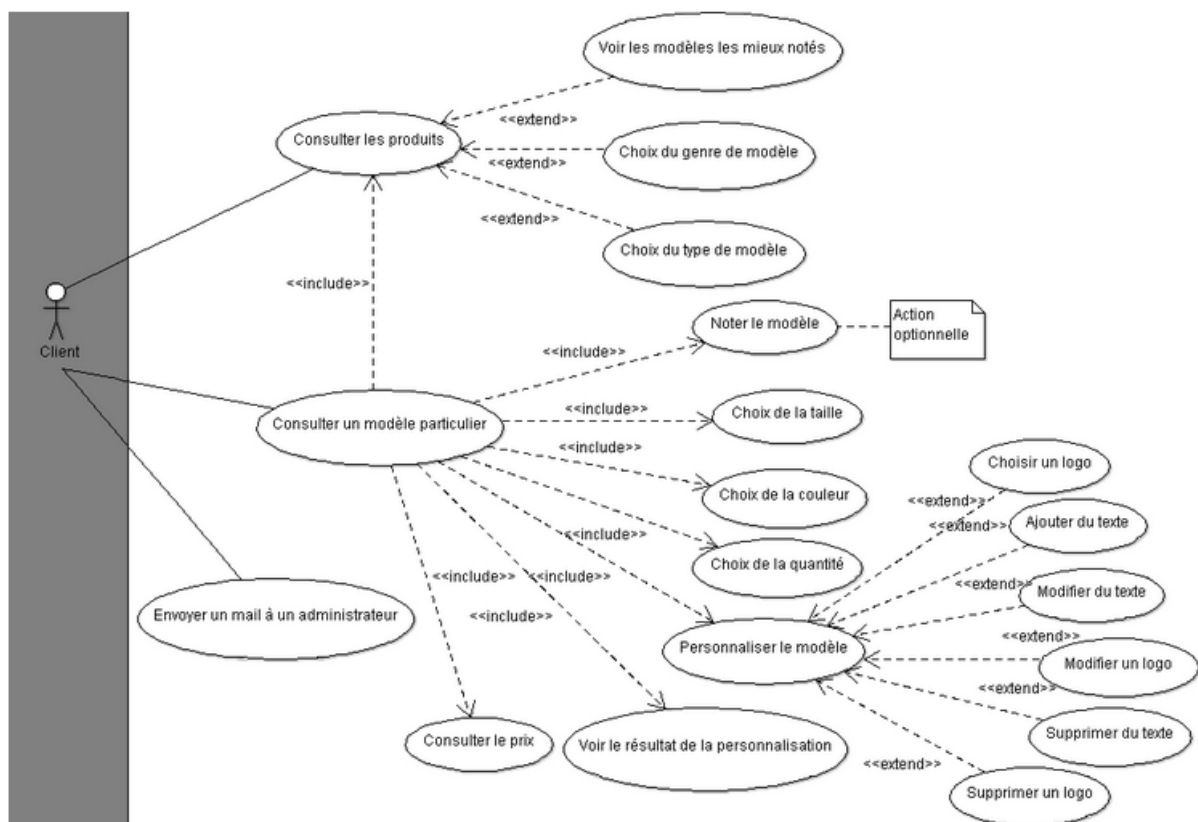 Voir les modèles les mieux notés
<<extend>>
Consulter les produits
Choix du genre de modèle
<<extend>>
<<extend>>
Choix du type de modèle
<<include>>
Client
Noter le modèle
Action
optionnelle
<<include>>
Consulter un modèle particulier
<<include>>
Choix de la taille
<<include>>
Choisir un logo
Choix de la couleur
<<extend>>
<<include>>
<<extend>>
Ajouter du texte
Choix de la quantité
<<include>>
<<include>>
<<extend>>
Modifier du texte
Envoyer un mail à un administrateur
<<include>>
Personnaliser le modèle
<<extend>>
Modifier un logo
<<extend>>
Supprimer du texte
Consulter le prix
Voir le résultat de la personnalisation
<<extend>>
Supprimer un logo